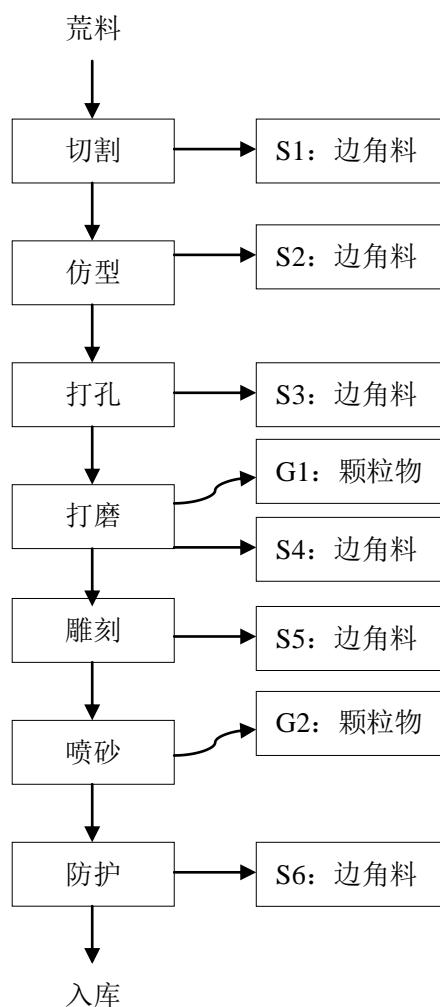 荒料
切割
S1：边角料
仿型
S2：边角料
打孔
S3：边角料
G1：颗粒物
打磨
S4：边角料
雕刻
S5：边角料
G2：颗粒物
喷砂
防护
S6：边角料
入库